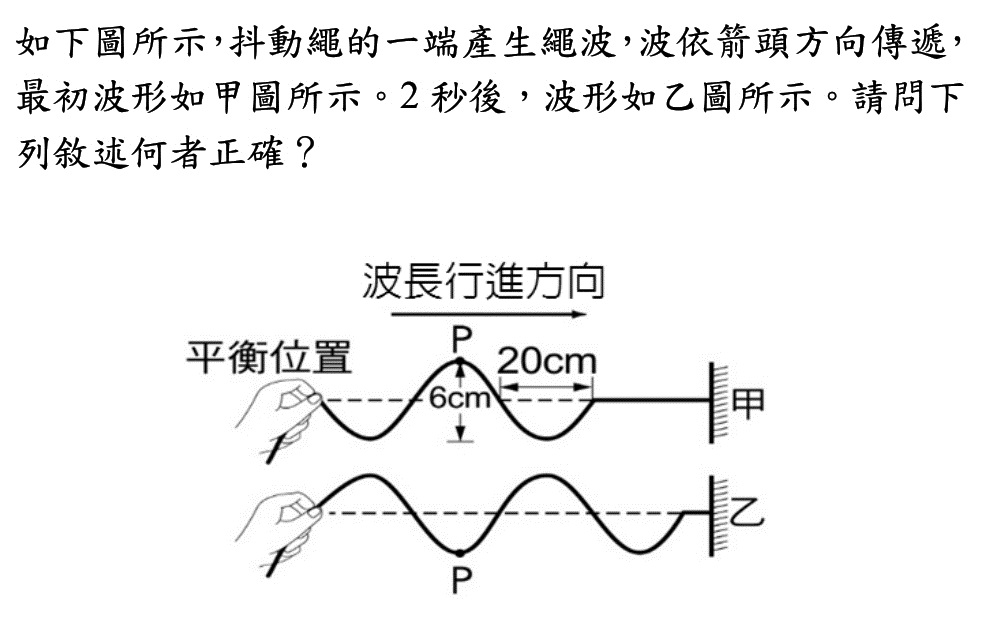 如下圖所示，抖動繩的一端產生繩波，波依箭頭方向傳遞，
最初波形如甲圖所示。2 秒後，波形如乙圖所示。請問下
列敘述何者正確？
波長行進方向
P
平衡位置
20cm
6cm
甲
乙
P